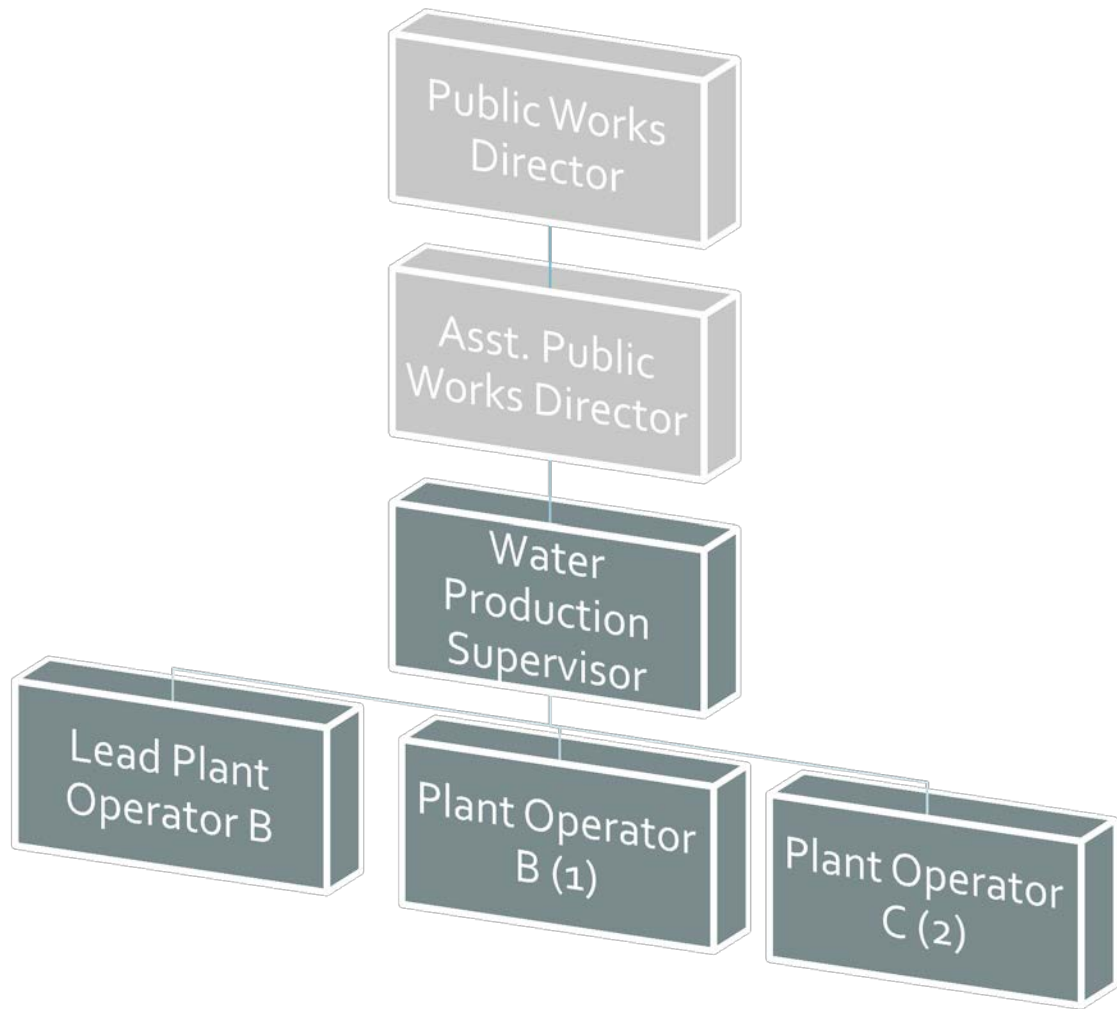 Public Works
Director
Asst. Public
Works Director
Water
Production
Supervisor
Lead Plant
Operator B
Plant Operator
B (1)
Plant Operator
C (2)